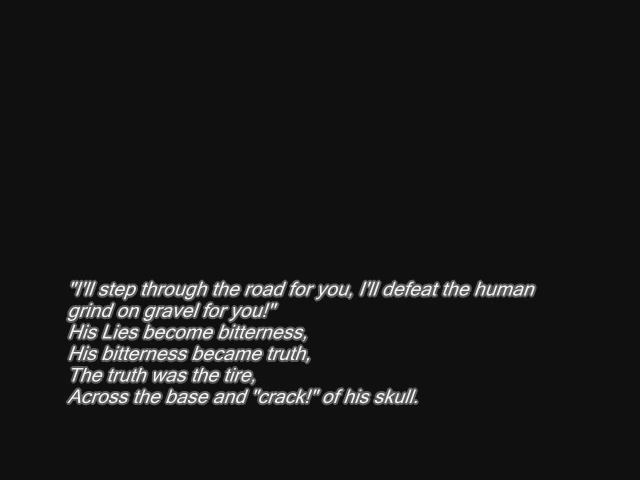 "I'll step through the road for you, I'll defeat the human
grind on gravel for you!"
His Lies become bitterness,
His bitterness became truth,
The truth was the tire,
Across the base and "crack!" of his skull.